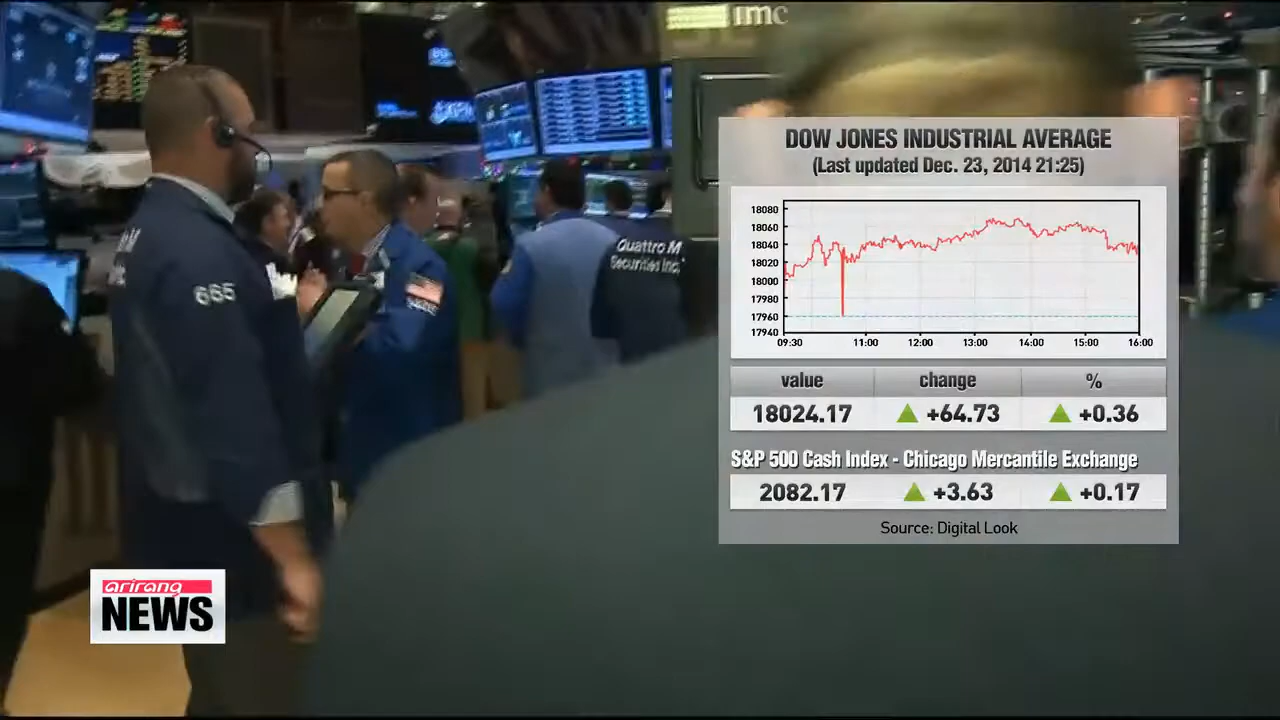 imc
665
Quattro M
Securities Inc.
DOW JONES INDUSTRIAL AVERAGE
(Last updated Dec. 23, 2014 21:25)
18080
18060
18040
18020
18000
17980
17960
17940
09:30 11:00 12:00 13:00 14:00 15:00 16:00
value change %
18024.17 +64.73 +0.36
S&P 500 Cash Index - Chicago Mercantile Exchange
2082.17 +3.63 +0.17
Source: Digital Look
arirang
NEWS